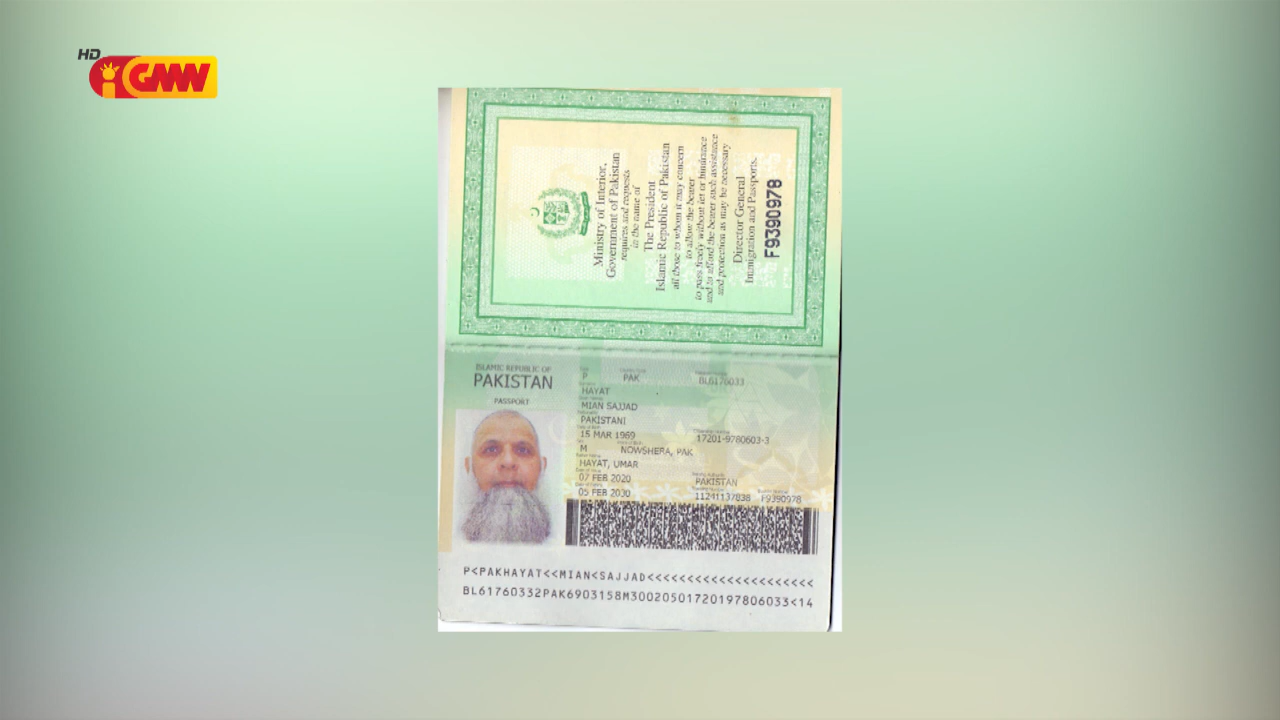 HD
iGMW
Ministry of Interior,
Government of Pakistan
requires and requests
in the name of
The President
Islamic Republic of Pakistan
all those to whom it may concern
to allow the bearer
to pass freely without let or hindrance
and to afford the bearer such assistance
and protection as may be necessary
Director General
Immigration and Passports.
F9390978
ISLAMIC REPUBLIC OF
PAKISTAN
PASSPORT
P PAK BL6176033
HAYAT
MIAN SAJJAD
PAKISTANI
15 MAR 1969 17201-9780603-3
M NOWSHERA, PAK
HAYAT, UMAR
07 FEB 2020 PAKISTAN
05 FEB 2030 11241137838 F9390978
P<PAKHAYAT<<MIAN<SAJJAD<<<<<<<<<<<<<<<<<<<<<
BL61760332PAK6903158M30020501720197806033<14